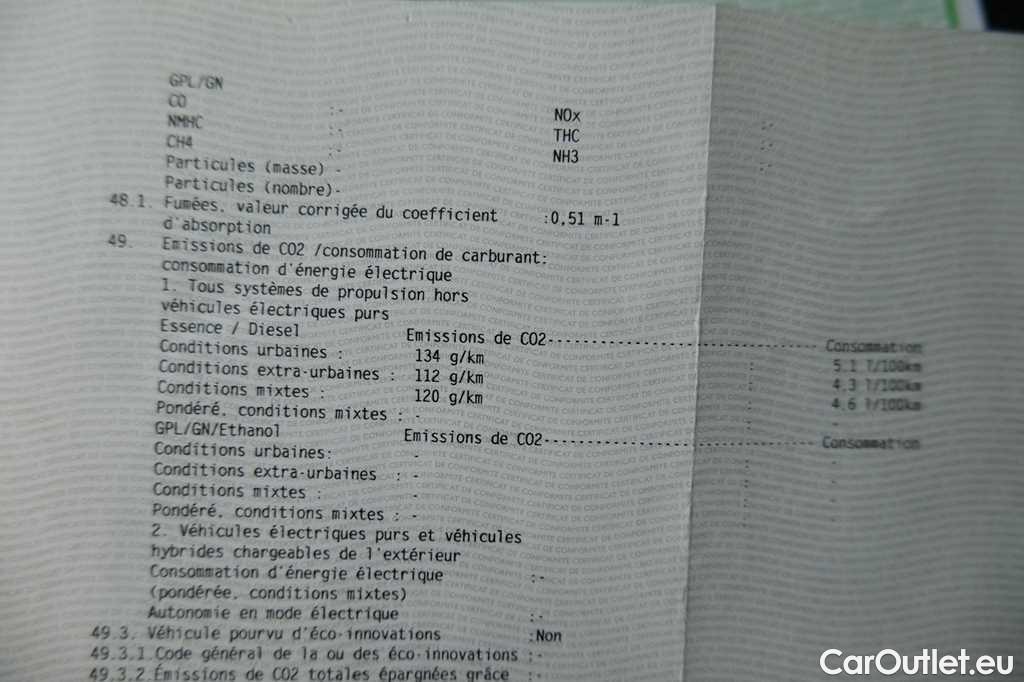 GPL/GN
CO :- NOx :-
NMHC :- THC :-
CH4 :- NH3 :-
Particules (masse) -
Particules (nombre)-
48.1. Fumées, valeur corrigée du coefficient :0,51 m-1
d'absorption
49. Emissions de CO2 /consommation de carburant:
consommation d'énergie électrique
1. Tous systèmes de propulsion hors
véhicules électriques purs
Essence / Diesel Emissions de CO2-------------------------------- Consommation
Conditions urbaines : 134 g/km : 5.1 l/100km
Conditions extra-urbaines : 112 g/km : 4.3 l/100km
Conditions mixtes : 120 g/km : 4.6 l/100km
Pondéré, conditions mixtes : - : -
GPL/GN/Ethanol Emissions de CO2-------------------------------- Consommation
Conditions urbaines: - : -
Conditions extra-urbaines : - : -
Conditions mixtes : - : -
Pondéré, conditions mixtes : - : -
2. Véhicules électriques purs et véhicules
hybrides chargeables de l'extérieur
Consommation d'énergie électrique :-
(pondérée, conditions mixtes)
Autonomie en mode électrique :-
49.3. Véhicule pourvu d'éco-innovations :Non
49.3.1.Code général de la ou des éco-innovations :-
49.3.2.Émissions de CO2 totales épargnées grâce :-
CarOutlet.eu